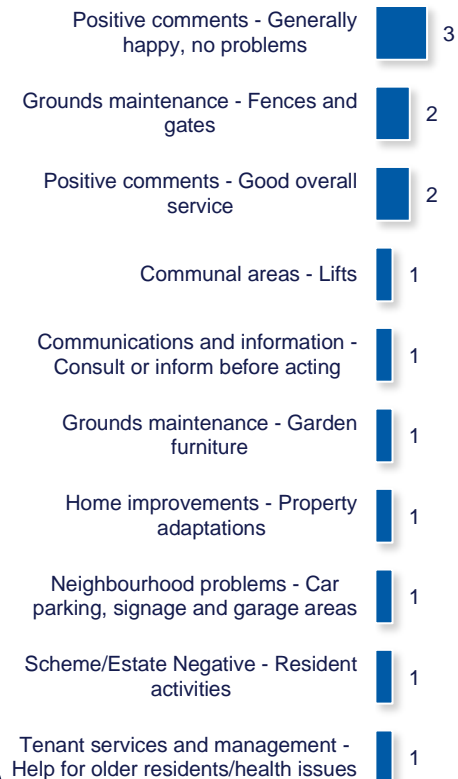 Positive comments - Generally
happy, no problems
3
Grounds maintenance - Fences and
gates
2
Positive comments - Good overall
service
2
Communal areas - Lifts
1
Communications and information -
Consult or inform before acting
1
Grounds maintenance - Garden
furniture
1
Home improvements - Property
adaptations
1
Neighbourhood problems - Car
parking, signage and garage areas
1
Scheme/Estate Negative - Resident
activities
1
Tenant services and management -
Help for older residents/health issues
1